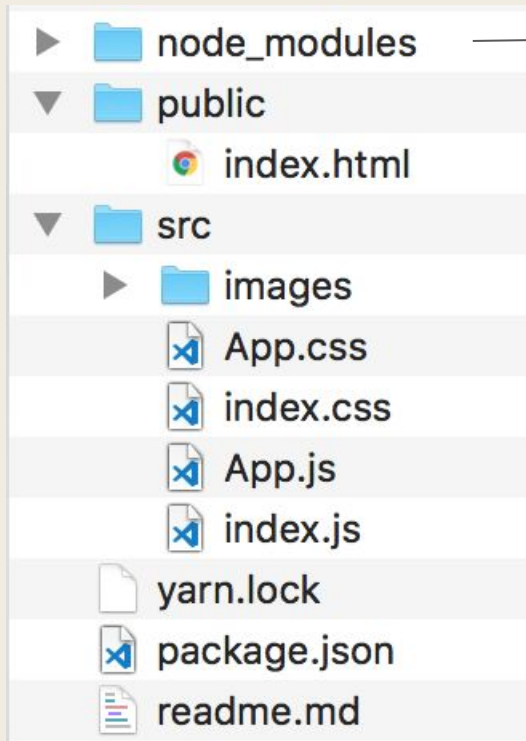 node_modules
public
index.html
src
images
App.css
index.css
App.js
index.js
yarn.lock
package.json
readme.md